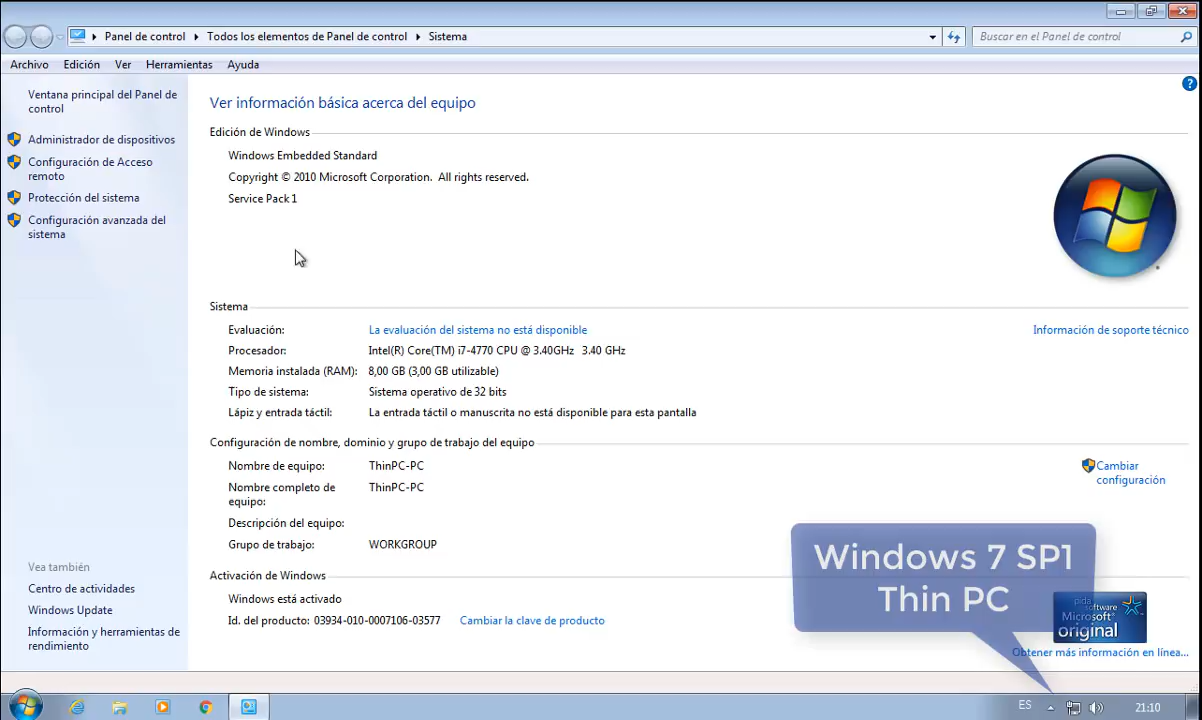 Panel de control
Todos los elementos de Panel de control
Sistema
Buscar en el Panel de control
Archivo
Edición
Ver
Herramientas
Ayuda
Ventana principal del Panel de
control
Administrador de dispositivos
Configuración de Acceso
remoto
Protección del sistema
Configuración avanzada del
sistema
Vea también
Centro de actividades
Windows Update
Información y herramientas de
rendimiento
Ver información básica acerca del equipo
Edición de Windows
Windows Embedded Standard
Copyright © 2010 Microsoft Corporation. All rights reserved.
Service Pack 1
Sistema
Evaluación: La evaluación del sistema no está disponible
Información de soporte técnico
Procesador: Intel(R) Core(TM) i7-4770 CPU @ 3.40GHz 3.40 GHz
Memoria instalada (RAM): 8,00 GB (3,00 GB utilizable)
Tipo de sistema: Sistema operativo de 32 bits
Lápiz y entrada táctil: La entrada táctil o manuscrita no está disponible para esta pantalla
Configuración de nombre, dominio y grupo de trabajo del equipo
Nombre de equipo: ThinPC-PC
Cambiar
configuración
Nombre completo de ThinPC-PC
equipo:
Descripción del equipo:
Grupo de trabajo: WORKGROUP
Activación de Windows
Windows está activado
Id. del producto: 03934-010-0007106-03577 Cambiar la clave de producto
Windows 7 SP1
Thin PC
pida
software
Microsoft®
original
Obtener más información en línea...
ES
21:10